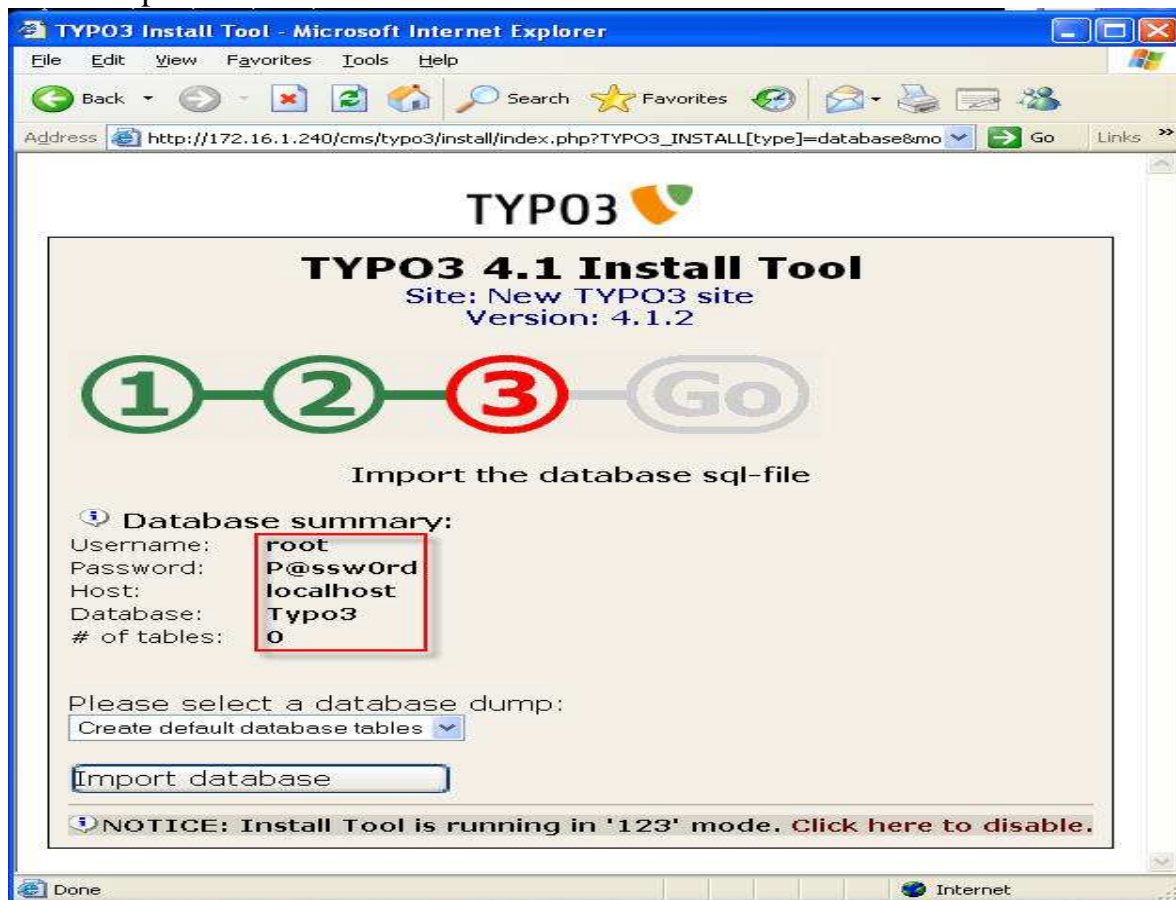 TYPO3 Install Tool - Microsoft Internet Explorer
File Edit View Favorites Tools Help
Back Search Favorites
Address http://172.16.1.240/cms/typo3/install/index.php?TYPO3_INSTALL[type]=database&mo Go Links »
TYPO3
TYPO3 4.1 Install Tool
Site: New TYPO3 site
Version: 4.1.2
1 2 3 Go
Import the database sql-file
Database summary:
Username: root
Password: P@ssw0rd
Host: localhost
Database: Typo3
# of tables: 0
Please select a database dump:
Create default database tables
Import database
NOTICE: Install Tool is running in '123' mode. Click here to disable.
Done Internet